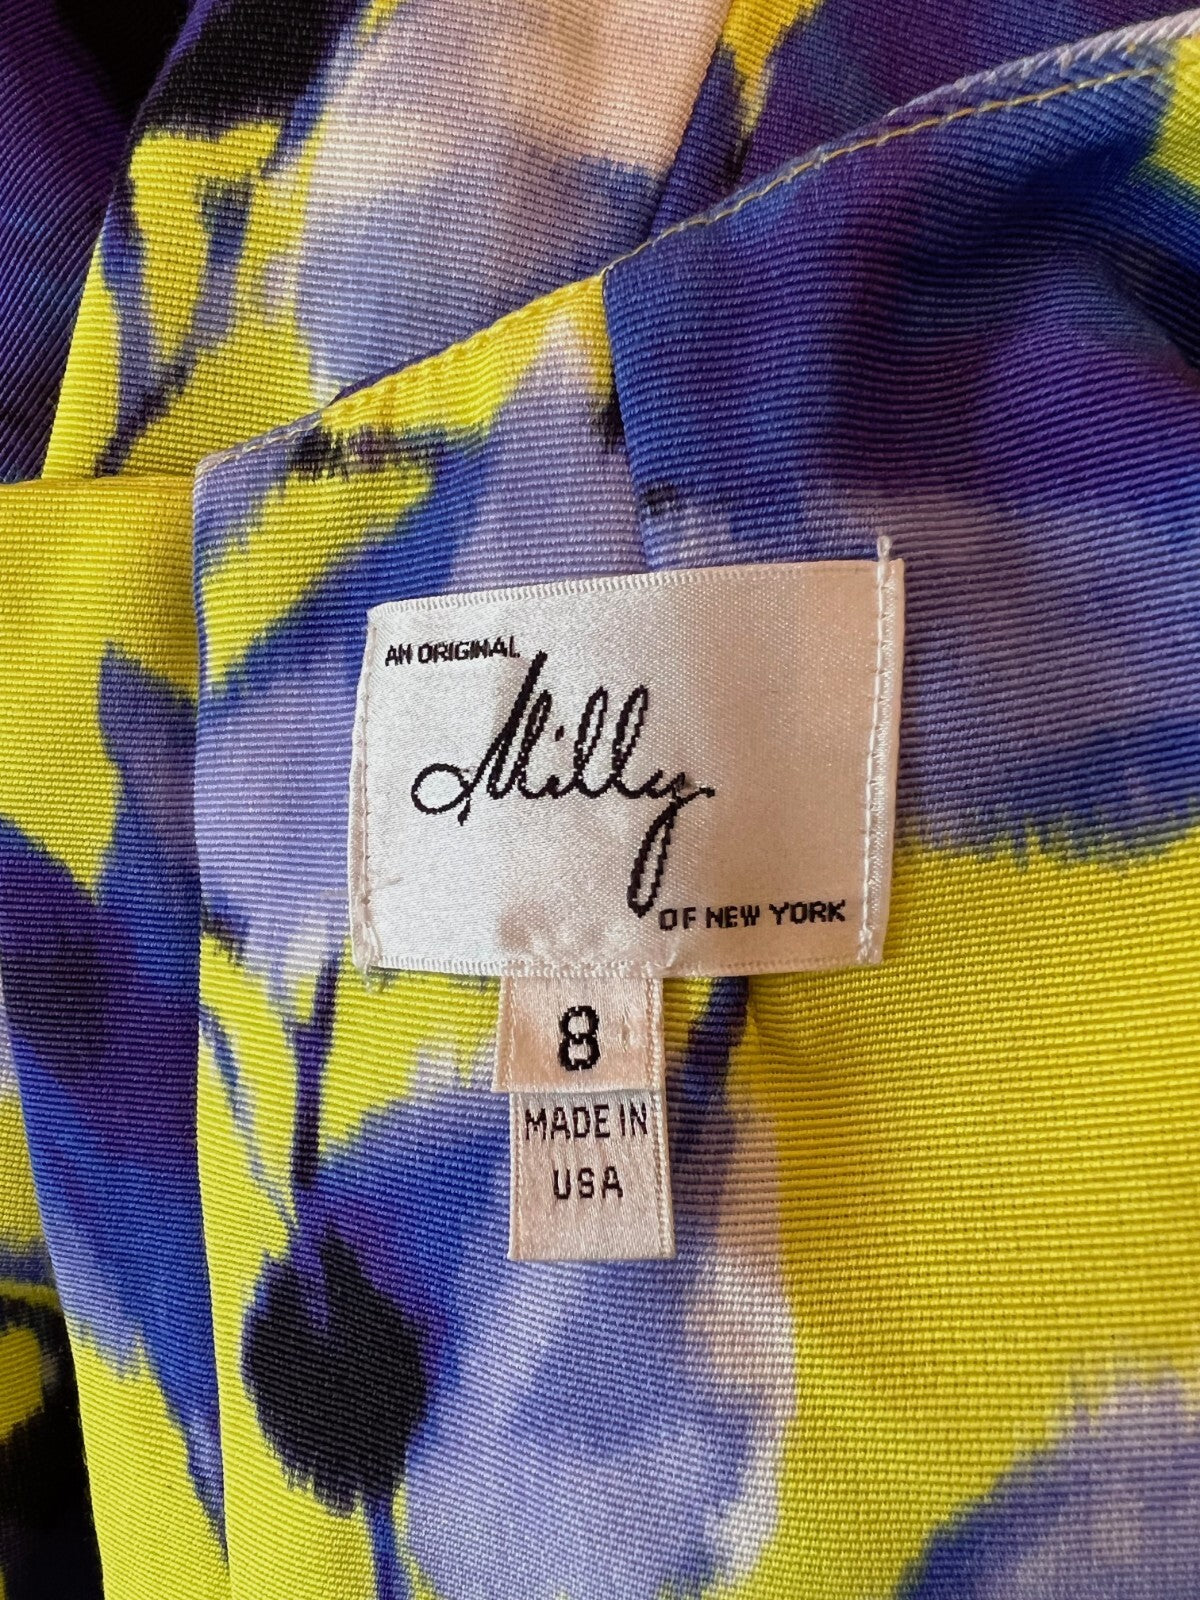 AN ORIGINAL
Milly
OF NEW YORK
8
MADE IN
USA